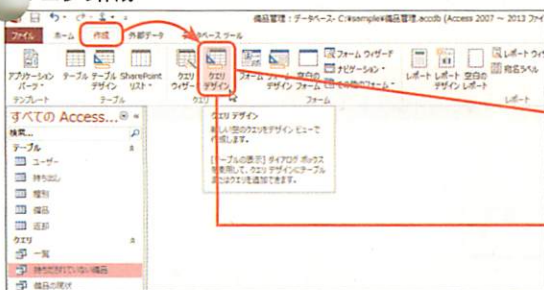 備品管理 : データベース- C:¥sample¥備品管理.accdb (Access 2007 ～ 2013 ファイ
ファイル ホーム 作成 外部データ データベース ツール
アプリケーション パーツ
テーブル テーブル デザイン SharePoint リスト
クエリ ウィザード クエリ デザイン
フォーム フォーム デザイン 空白の フォーム
フォーム ウィザード
ナビゲーション
その他のフォーム
レポート レポート デザイン 空白の レポート
レポート ウィ
宛名ラベル
テンプレート テーブル クエリ フォーム レポート
すべての Access...
検索...
テーブル
ユーザー
持ち出し
種別
備品
返却
クエリ
一覧
持ち出されていない備品
備品の現状
クエリ デザイン
新しい空のクエリをデザイン ビューで
作成します。
[テーブルの表示] ダイアログ ボックス
を使用して、クエリ デザインにテーブル
またはクエリを追加できます。